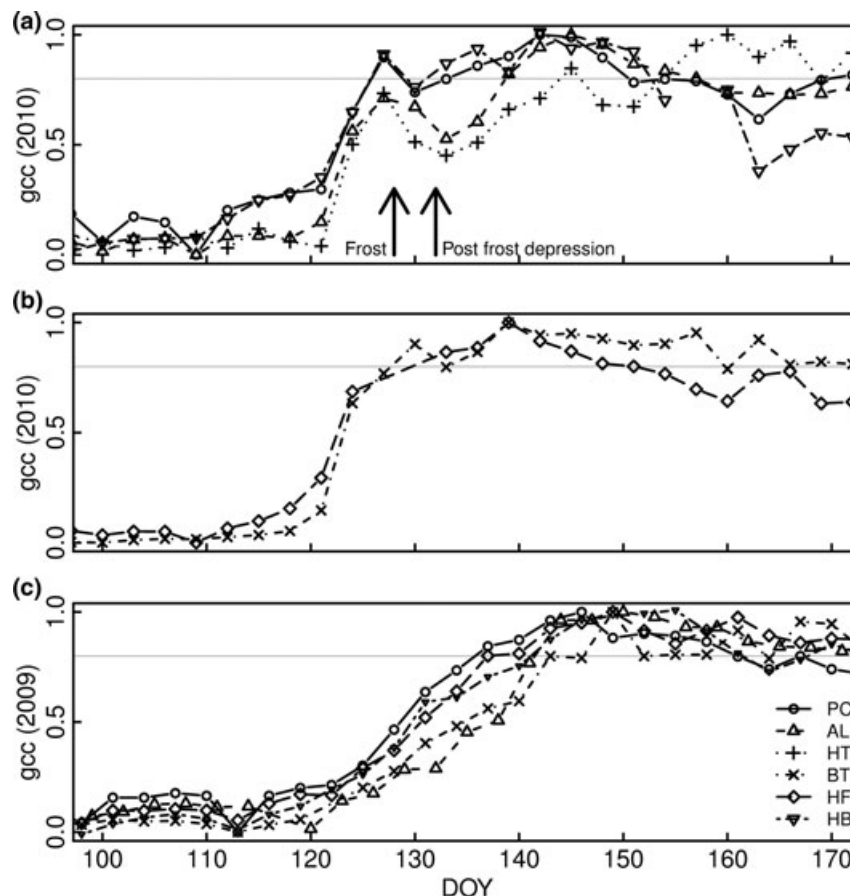 (a)
gcc (2010)
1.0
0.5
0.0
Frost
Post frost depression
(b)
gcc (2010)
1.0
0.5
0.0
(c)
gcc (2009)
1.0
0.5
0.0
PC
AL
HT
BT
HF
HB
100 110 120 130 140 150 160 170
DOY